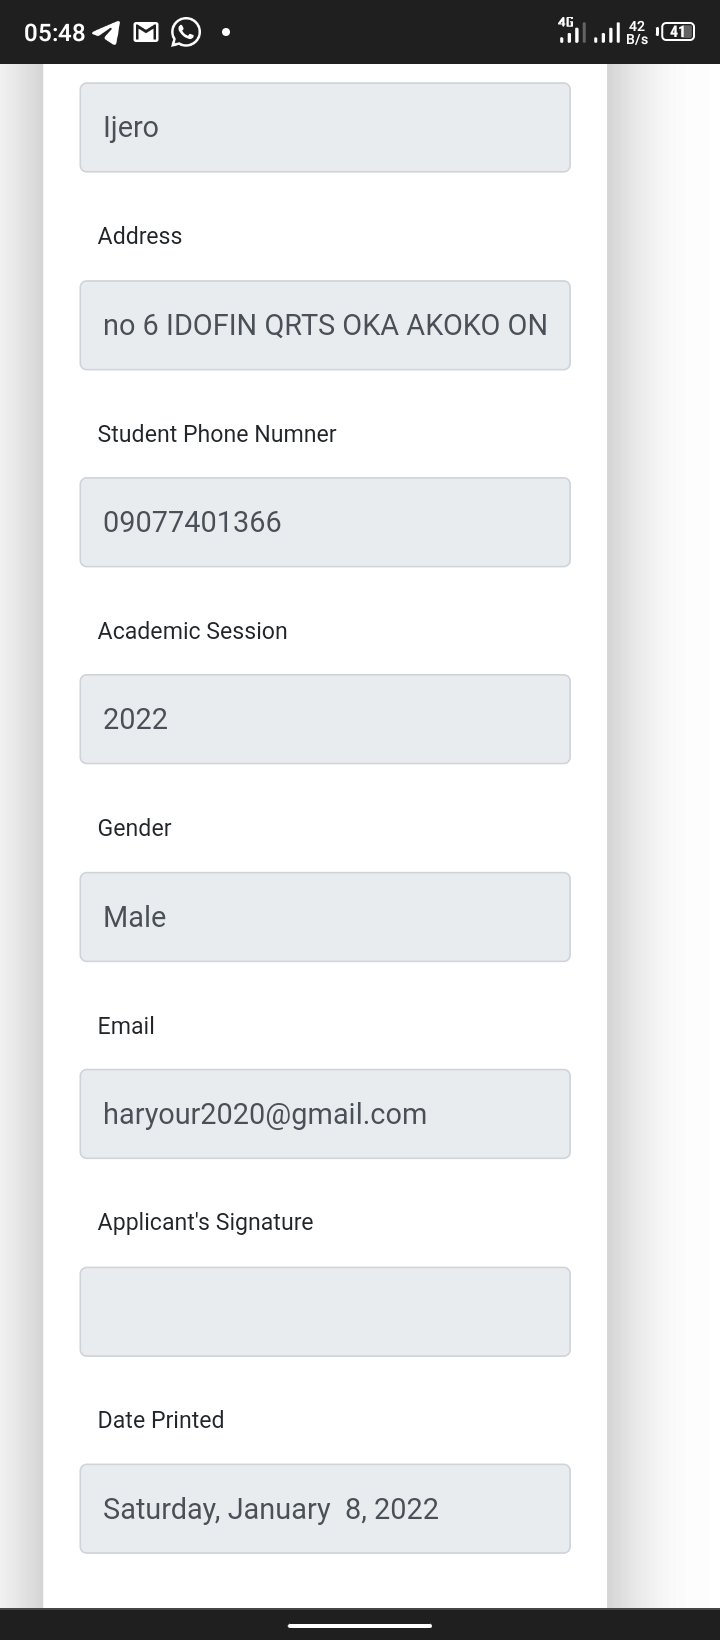 05:48
4G
42
B/s
41
Ijero
Address
no 6 IDOFIN QRTS OKA AKOKO ON
Student Phone Numner
09077401366
Academic Session
2022
Gender
Male
Email
haryour2020@gmail.com
Applicant's Signature
Date Printed
Saturday, January  8, 2022